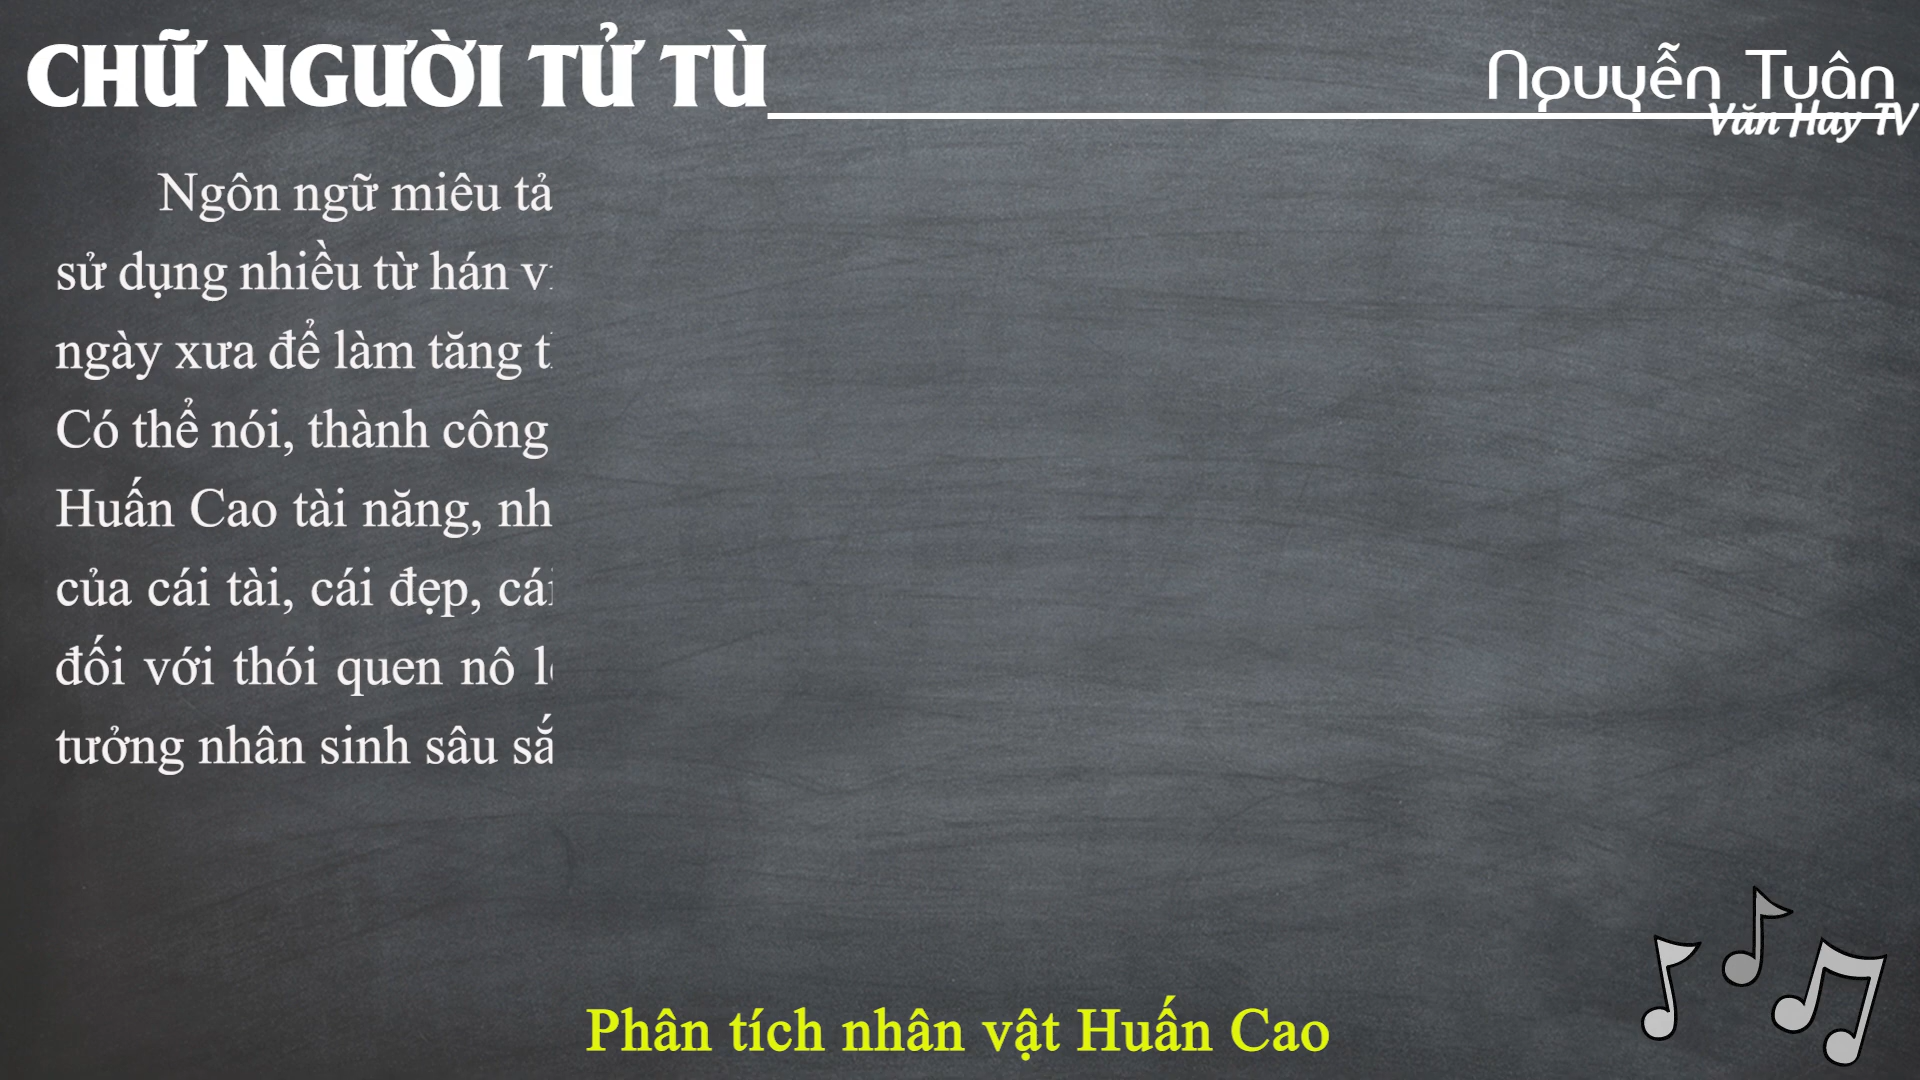 CHỮ NGƯỜI TỬ TÙ
Nguyễn Tuân
Văn Hay TV
Ngôn ngữ miêu tả
sử dụng nhiều từ hán
ngày xưa để làm tăng
Có thể nói, thành công
Huấn Cao tài năng, nh
của cái tài, cái đẹp, cái
đối với thói quen nô
tưởng nhân sinh sâu sắ
Phân tích nhân vật Huấn Cao